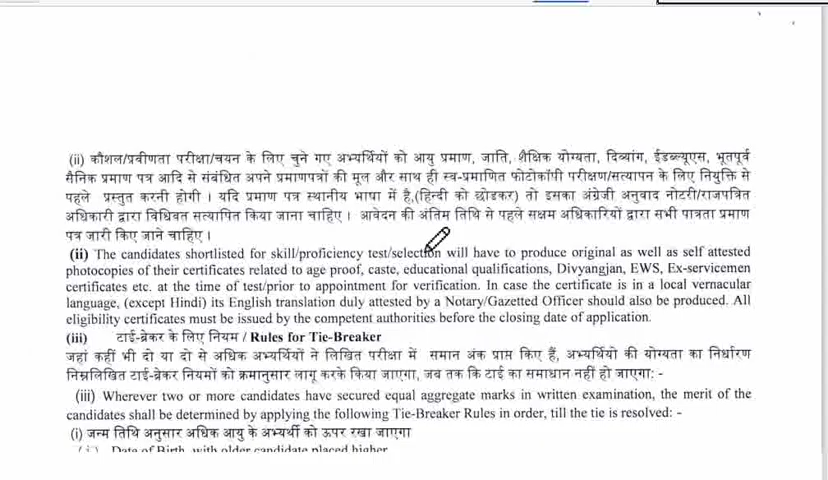 (ii) कौशल/प्रवीणता परीक्षा/चयन के लिए चुने गए अभ्यर्थियों को आयु प्रमाण, जाति, शैक्षिक योग्यता, दिव्यांग, ईडब्ल्यूएस, भूतपूर्व
सैनिक प्रमाण पत्र आदि से संबंधित अपने प्रमाणपत्रों की मूल और साथ ही स्व-प्रमाणित फोटोकॉपी परीक्षण/सत्यापन के लिए नियुक्ति से
पहले प्रस्तुत करनी होगी । यदि प्रमाण पत्र स्थानीय भाषा में है,(हिन्दी को छोडकर) तो इसका अंग्रेजी अनुवाद नोटरी/राजपत्रित
अधिकारी द्वारा विधिवत सत्यापित किया जाना चाहिए । आवेदन की अंतिम तिथि से पहले सक्षम अधिकारियों द्वारा सभी पात्रता प्रमाण
पत्र जारी किए जाने चाहिए ।
(ii) The candidates shortlisted for skill/proficiency test/selection will have to produce original as well as self attested
photocopies of their certificates related to age proof, caste, educational qualifications, Divyangjan, EWS, Ex-servicemen
certificates etc. at the time of test/prior to appointment for verification. In case the certificate is in a local vernacular
language, (except Hindi) its English translation duly attested by a Notary/Gazetted Officer should also be produced. All
eligibility certificates must be issued by the competent authorities before the closing date of application.
(iii) टाई-ब्रेकर के लिए नियम / Rules for Tie-Breaker
जहां कहीं भी दो या दो से अधिक अभ्यर्थियों ने लिखित परीक्षा में समान अंक प्राप्त किए हैं, अभ्यर्थियो की योग्यता का निर्धारण
निम्नलिखित टाई-ब्रेकर नियमों को क्रमानुसार लागू करके किया जाएगा, जब तक कि टाई का समाधान नहीं हो जाएगा: -
(iii) Wherever two or more candidates have secured equal aggregate marks in written examination, the merit of the
candidates shall be determined by applying the following Tie-Breaker Rules in order, till the tie is resolved: -
(i) जन्म तिथि अनुसार अधिक आयु के अभ्यर्थी को ऊपर रखा जाएगा
(i) Date of Birth, with older candidate placed higher